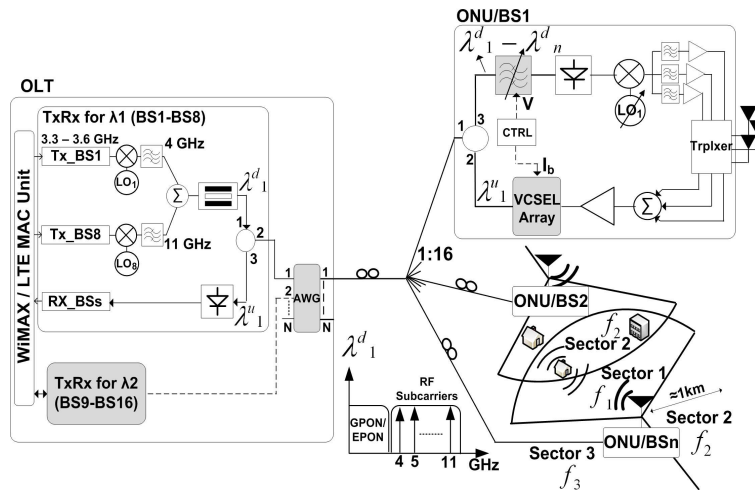 OLT
WiMAX / LTE MAC Unit
TxRx for λ1 (BS1-BS8)
3.3 – 3.6 GHz
4 GHz
Tx_BS1
LO1
Σ
λ^d_1
Tx_BS8
11 GHz
LO8
RX_BSs
λ^u_1
1
2
3
TxRx for λ2
(BS9-BS16)
1
2
N
AWG
1
N
1:16
ONU/BS1
λ^d_1 – λ^d_n
V
CTRL
I_b
LO1
Trplxer
1
3
2
λ^u_1
VCSEL
Array
Σ
ONU/BS2
f_2
Sector 2
Sector 1
f_1
≈1km
Sector 2
f_2
ONU/BSn
Sector 3
f_3
λ^d_1
RF
Subcarriers
GPON/
EPON
4 5 -------- 11 GHz